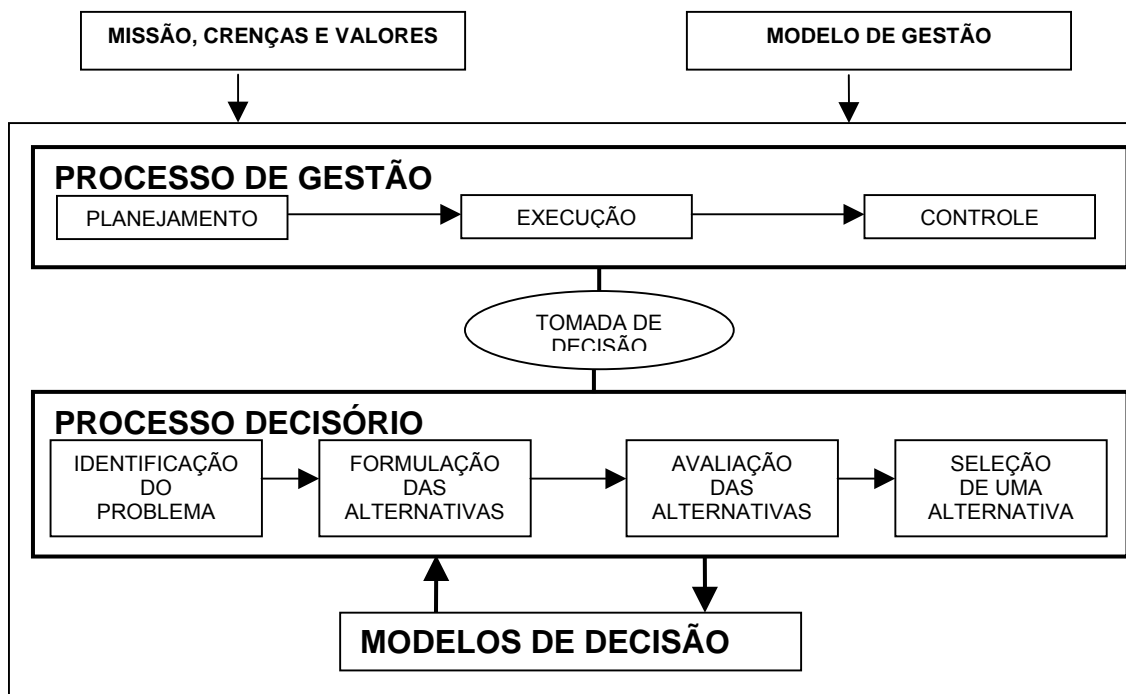 MISSÃO, CRENÇAS E VALORES
MODELO DE GESTÃO
PROCESSO DE GESTÃO
PLANEJAMENTO
EXECUÇÃO
CONTROLE
TOMADA DE
DECISÃO
PROCESSO DECISÓRIO
IDENTIFICAÇÃO
DO
PROBLEMA
FORMULAÇÃO
DAS
ALTERNATIVAS
AVALIAÇÃO
DAS
ALTERNATIVAS
SELEÇÃO
DE UMA
ALTERNATIVA
MODELOS DE DECISÃO